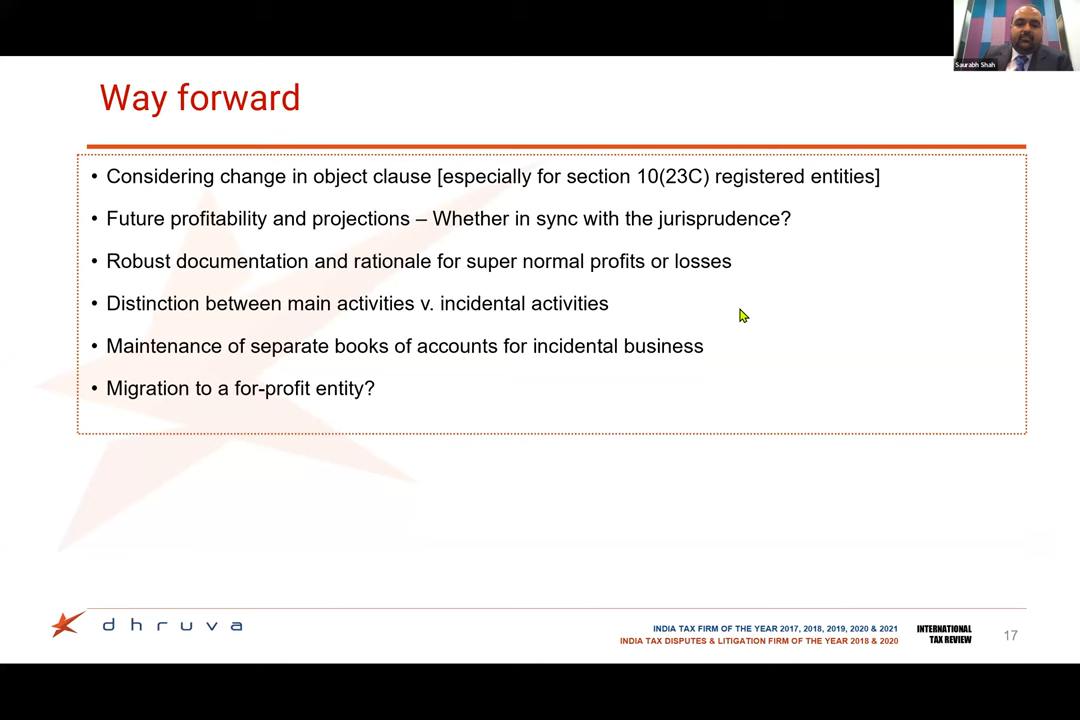 Saurabh Shah
Way forward
• Considering change in object clause [especially for section 10(23C) registered entities]
• Future profitability and projections – Whether in sync with the jurisprudence?
• Robust documentation and rationale for super normal profits or losses
• Distinction between main activities v. incidental activities
• Maintenance of separate books of accounts for incidental business
• Migration to a for-profit entity?
dhruva
INDIA TAX FIRM OF THE YEAR 2017, 2018, 2019, 2020 & 2021
INDIA TAX DISPUTES & LITIGATION FIRM OF THE YEAR 2018 & 2020
INTERNATIONAL
TAX REVIEW
17